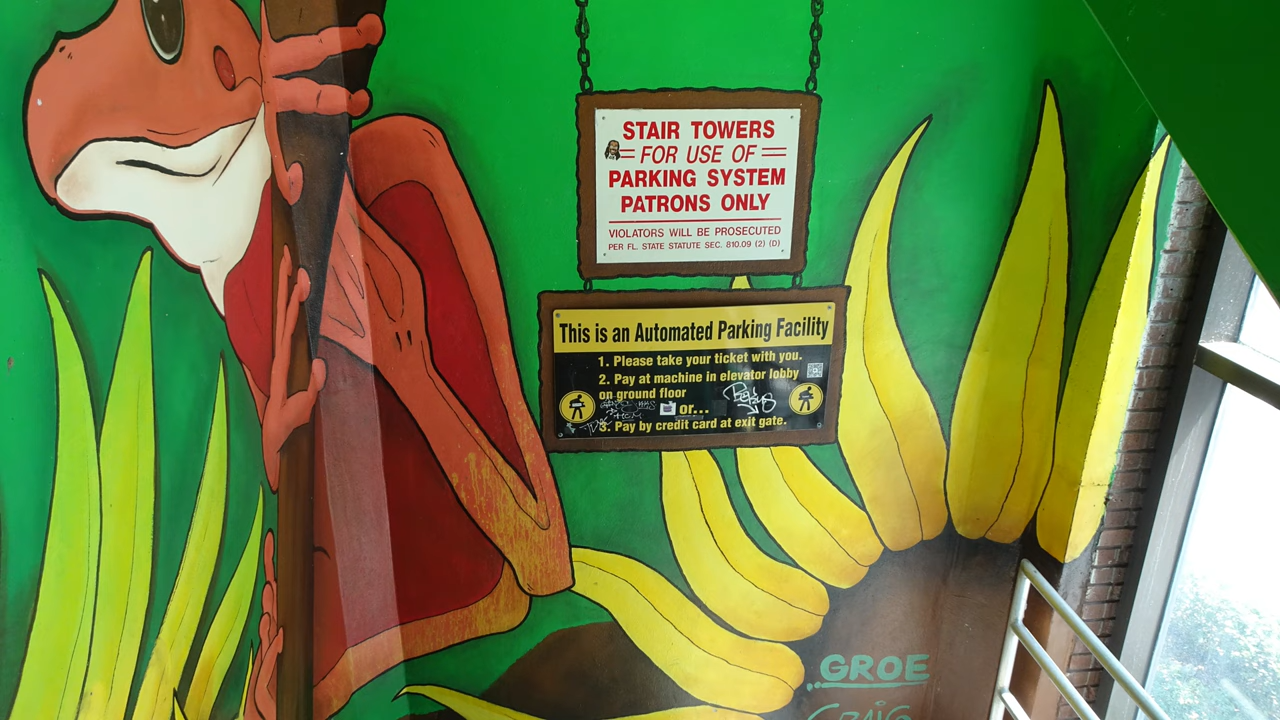 STAIR TOWERS
FOR USE OF
PARKING SYSTEM
PATRONS ONLY
VIOLATORS WILL BE PROSECUTED
PER FL. STATE STATUTE SEC. 810.09 (2) (D)
This is an Automated Parking Facility
1. Please take your ticket with you.
2. Pay at machine in elevator lobby
on ground floor
or...
3. Pay by credit card at exit gate.
GROE
CRAIG